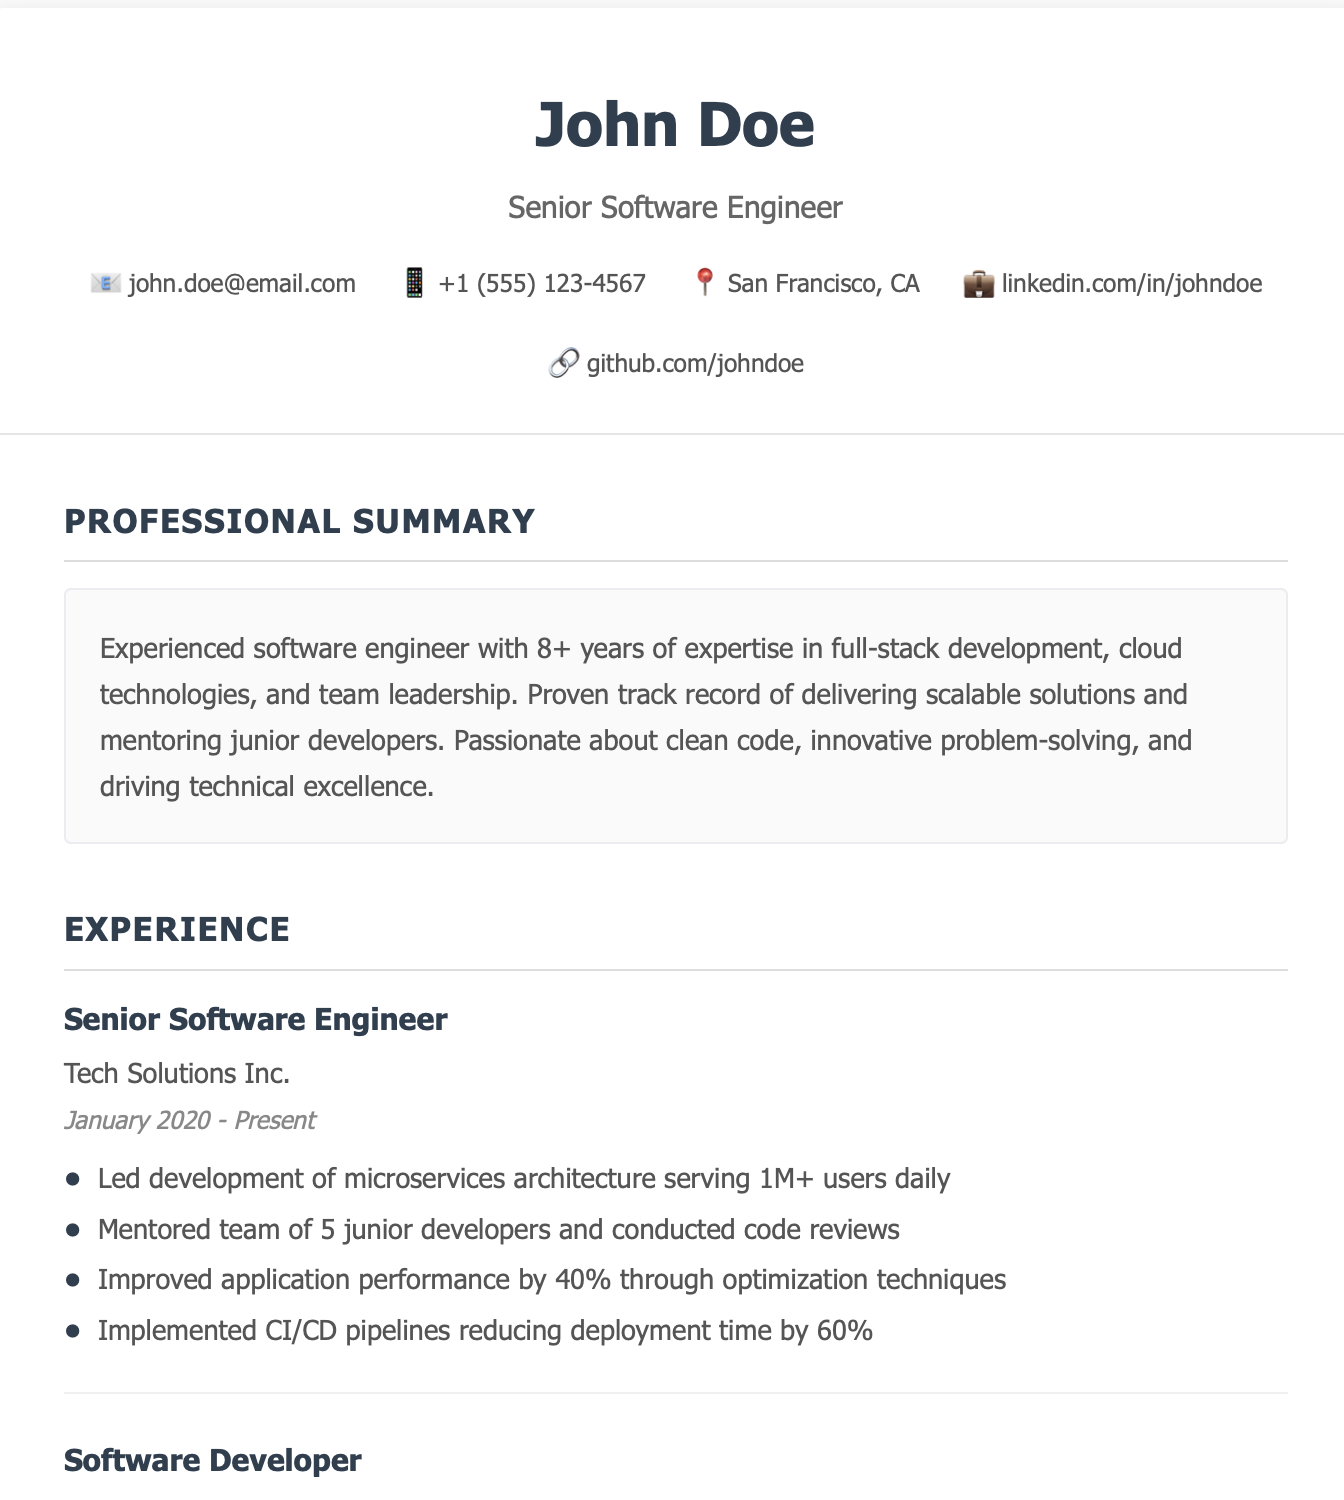 John Doe
Senior Software Engineer
john.doe@email.com +1 (555) 123-4567 San Francisco, CA linkedin.com/in/johndoe
github.com/johndoe
PROFESSIONAL SUMMARY
Experienced software engineer with 8+ years of expertise in full-stack development, cloud
technologies, and team leadership. Proven track record of delivering scalable solutions and
mentoring junior developers. Passionate about clean code, innovative problem-solving, and
driving technical excellence.
EXPERIENCE
Senior Software Engineer
Tech Solutions Inc.
January 2020 - Present
● Led development of microservices architecture serving 1M+ users daily
● Mentored team of 5 junior developers and conducted code reviews
● Improved application performance by 40% through optimization techniques
● Implemented CI/CD pipelines reducing deployment time by 60%
Software Developer